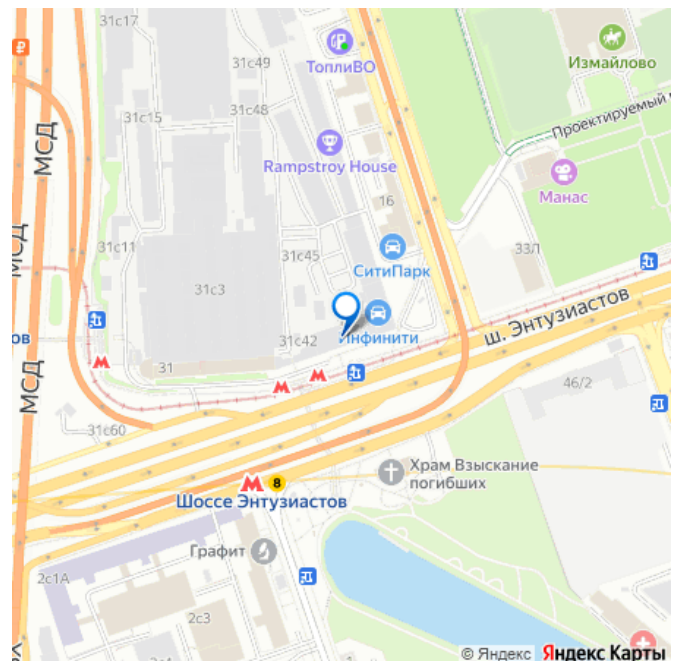 31с17
ТоплиВО
31с49
Измайлово
МСД
31с15
31с48
Проектируемый
Rampstroy House
Манас
16
31с11
31с45
33Л
СитиПарк
МСД
31с3
ш. Энтузиастов
Инфинити
ов
31с42
31
МСД
46/2
31с60
8
Храм Взыскание
погибших
Шоссе Энтузиастов
Графит
2с1А
2с3
© Яндекс Яндекс Карты